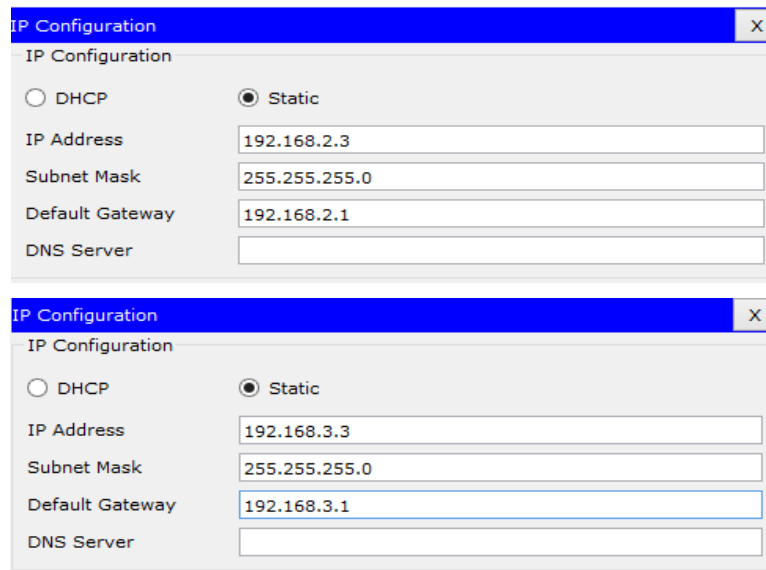 IP Configuration X
IP Configuration
DHCP Static
IP Address 192.168.2.3
Subnet Mask 255.255.255.0
Default Gateway 192.168.2.1
DNS Server
IP Configuration X
IP Configuration
DHCP Static
IP Address 192.168.3.3
Subnet Mask 255.255.255.0
Default Gateway 192.168.3.1
DNS Server